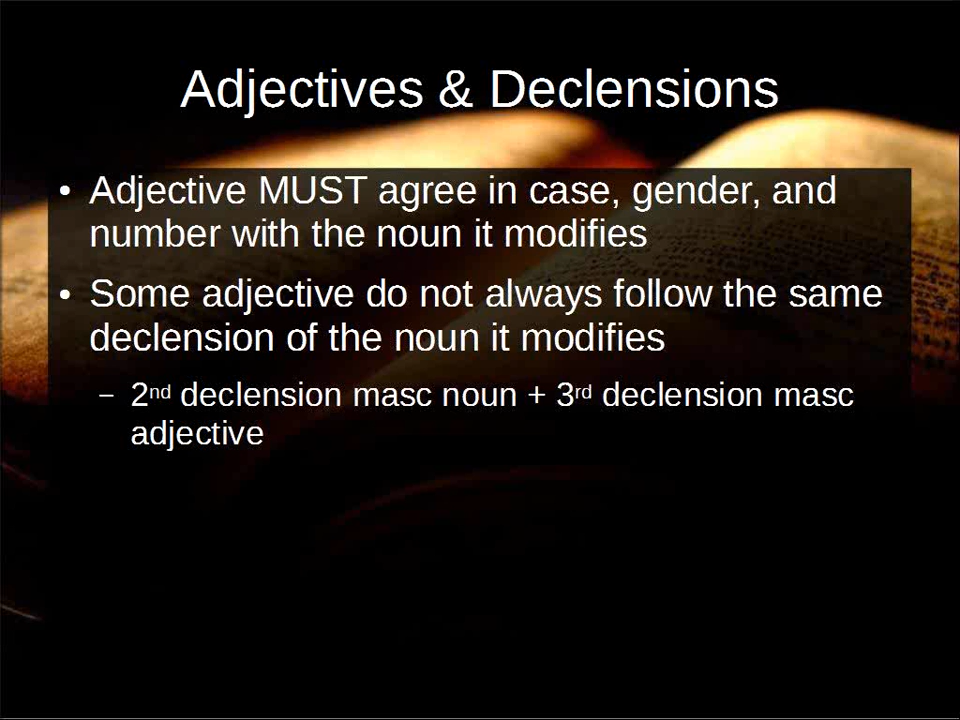 Adjectives & Declensions
• Adjective MUST agree in case, gender, and
number with the noun it modifies
• Some adjective do not always follow the same
declension of the noun it modifies
– 2nd declension masc noun + 3rd declension masc
adjective